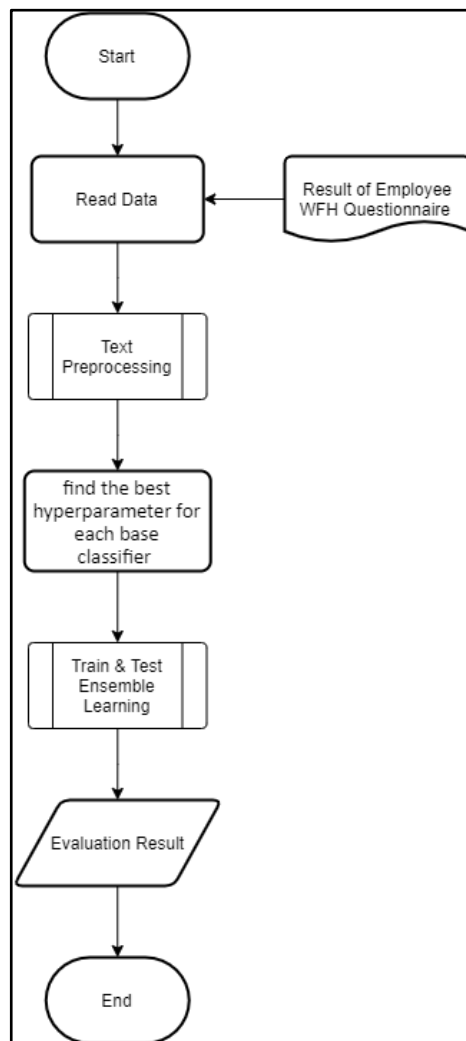 Start
Read Data
Result of Employee
WFH Questionnaire
Text
Preprocessing
find the best
hyperparameter for
each base
classifier
Train & Test
Ensemble
Learning
Evaluation Result
End